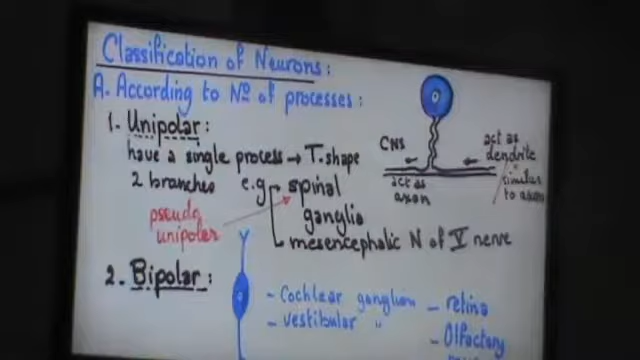 Classification of Neurons:
A. According to No of processes:
1. Unipolar:
have a single process → T. shape
2 branches e.g → spinal
ganglia
mesencephalic N of V nerve
pseudo
unipolar
CNS
act as
axon
act as
dendrite
similar
2. Bipolar:
- Cochlear ganglion
- vestibular "
- retina
- Olfactory